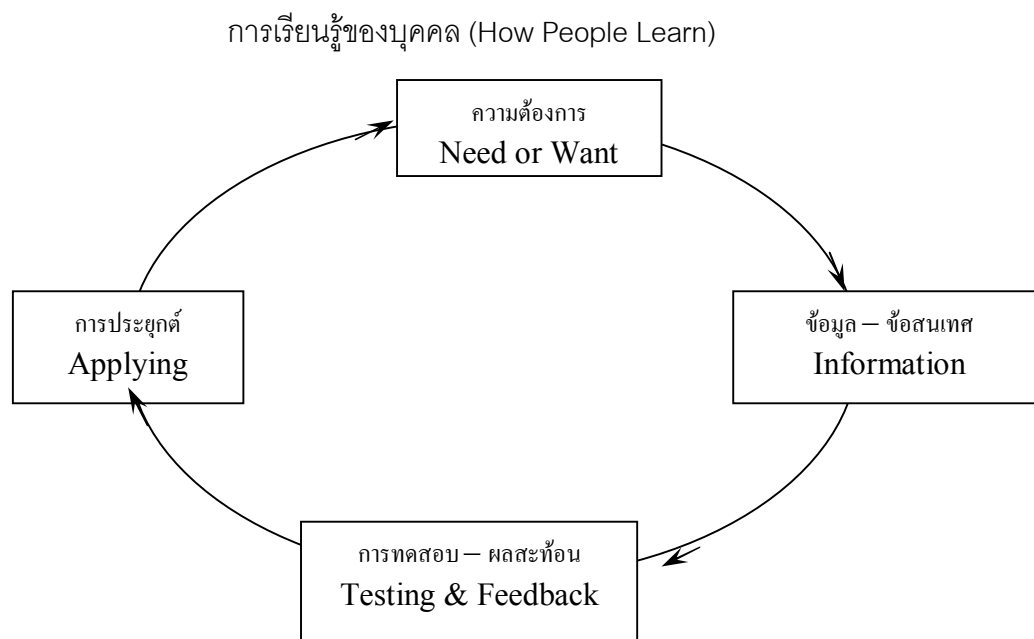 การเรียนรู้ของบุคคล (How People Learn)
ความต้องการ
Need or Want
การประยุกต์
Applying
ข้อมูล – ข้อสนเทศ
Information
การทดสอบ – ผลสะท้อน
Testing & Feedback